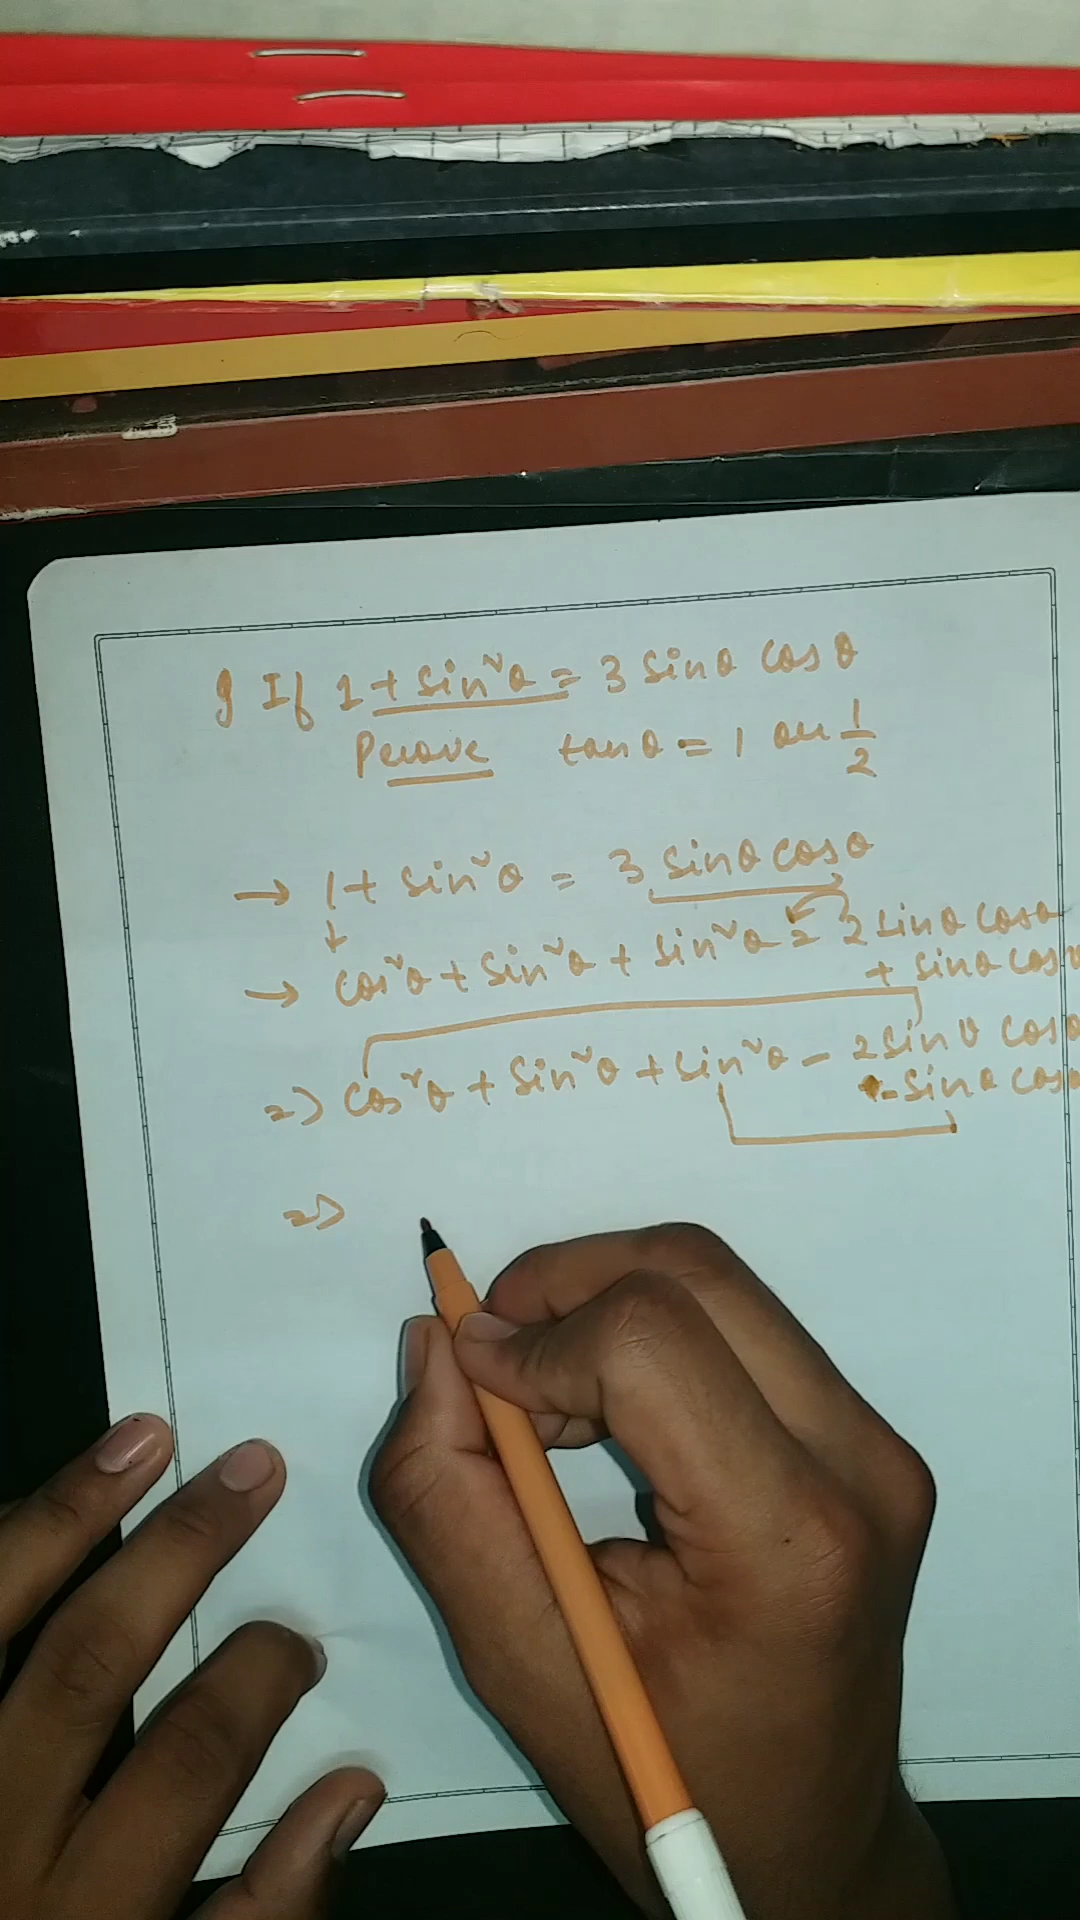 If 1 + sin²θ = 3 sinθ cosθ
Prove tanθ = 1 or 1/2
→ 1 + sin²θ = 3 sinθ cosθ
→ cos²θ + sin²θ + sin²θ = 2 sinθ cosθ
+ sinθ cosθ
=> cos²θ + sin²θ + sin²θ - 2 sinθ cosθ
- sinθ cosθ
=>